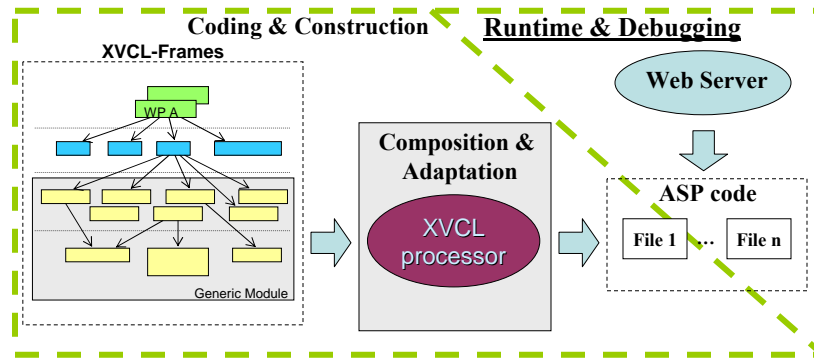 Coding & Construction
Runtime & Debugging
XVCL-Frames
WP A
Generic Module
Composition &
Adaptation
XVCL
processor
Web Server
ASP code
File 1
...
File n